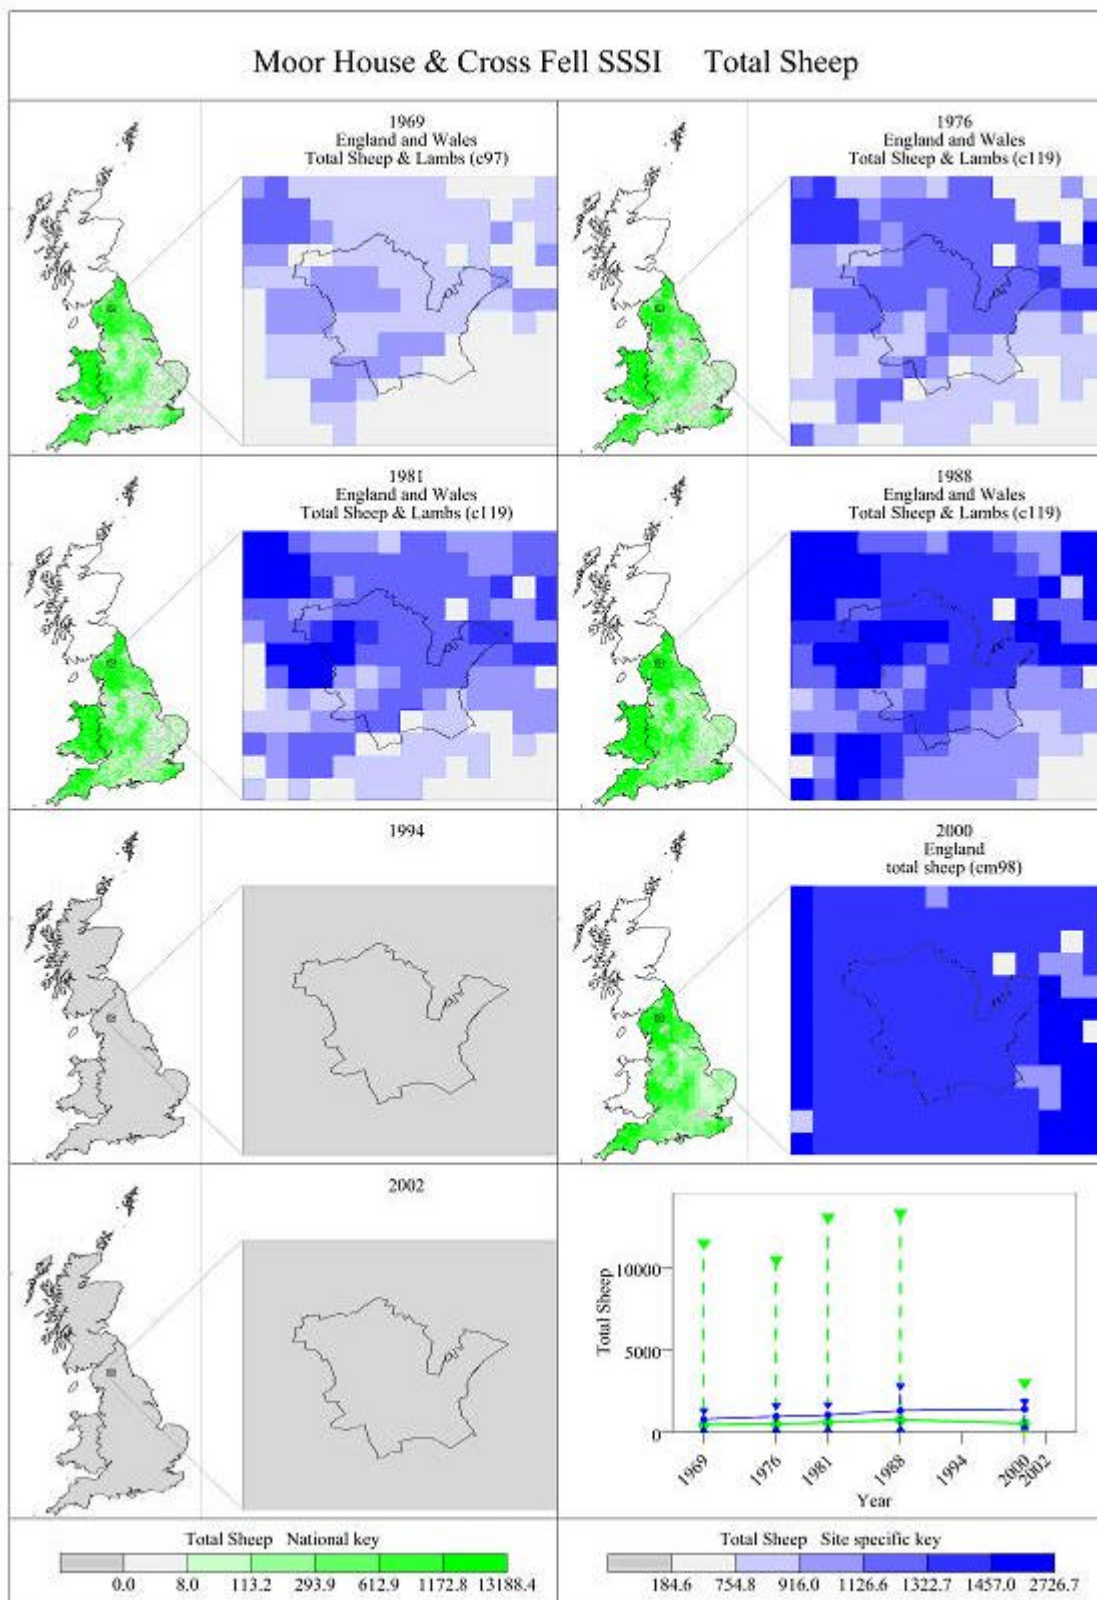 Moor House & Cross Fell SSSI Total Sheep
1969
England and Wales
Total Sheep & Lambs (c97)
1976
England and Wales
Total Sheep & Lambs (c119)
1981
England and Wales
Total Sheep & Lambs (c119)
1988
England and Wales
Total Sheep & Lambs (c119)
1994
2000
England
total sheep (cm98)
2002
Total Sheep
10000
5000
0
1969 1976 1981 1988 1994 2000 2002
Year
Total Sheep National key
0.0 8.0 113.2 293.9 612.9 1172.8 13188.4
Total Sheep Site specific key
184.6 754.8 916.0 1126.6 1322.7 1457.0 2726.7